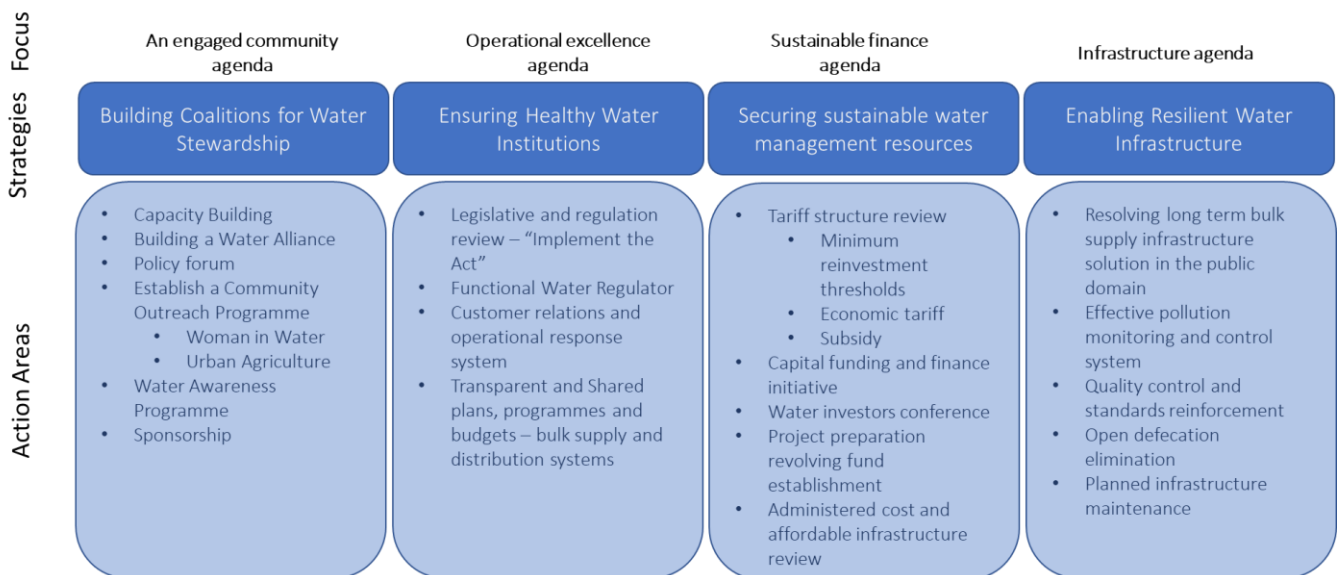 Focus
An engaged community
agenda
Operational excellence
agenda
Sustainable finance
agenda
Infrastructure agenda
Strategies
Building Coalitions for Water
Stewardship
Ensuring Healthy Water
Institutions
Securing sustainable water
management resources
Enabling Resilient Water
Infrastructure
Action Areas
• Capacity Building
• Building a Water Alliance
• Policy forum
• Establish a Community
Outreach Programme
• Woman in Water
• Urban Agriculture
• Water Awareness
Programme
• Sponsorship
• Legislative and regulation
review – “Implement the
Act”
• Functional Water Regulator
• Customer relations and
operational response
system
• Transparent and Shared
plans, programmes and
budgets – bulk supply and
distribution systems
• Tariff structure review
• Minimum
reinvestment
thresholds
• Economic tariff
• Subsidy
• Capital funding and finance
initiative
• Water investors conference
• Project preparation
revolving fund
establishment
• Administered cost and
affordable infrastructure
review
• Resolving long term bulk
supply infrastructure
solution in the public
domain
• Effective pollution
monitoring and control
system
• Quality control and
standards reinforcement
• Open defecation
elimination
• Planned infrastructure
maintenance